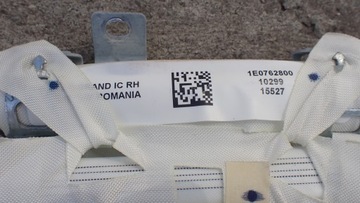 AND IC RH
ROMANIA
1E0762800
10299
15527